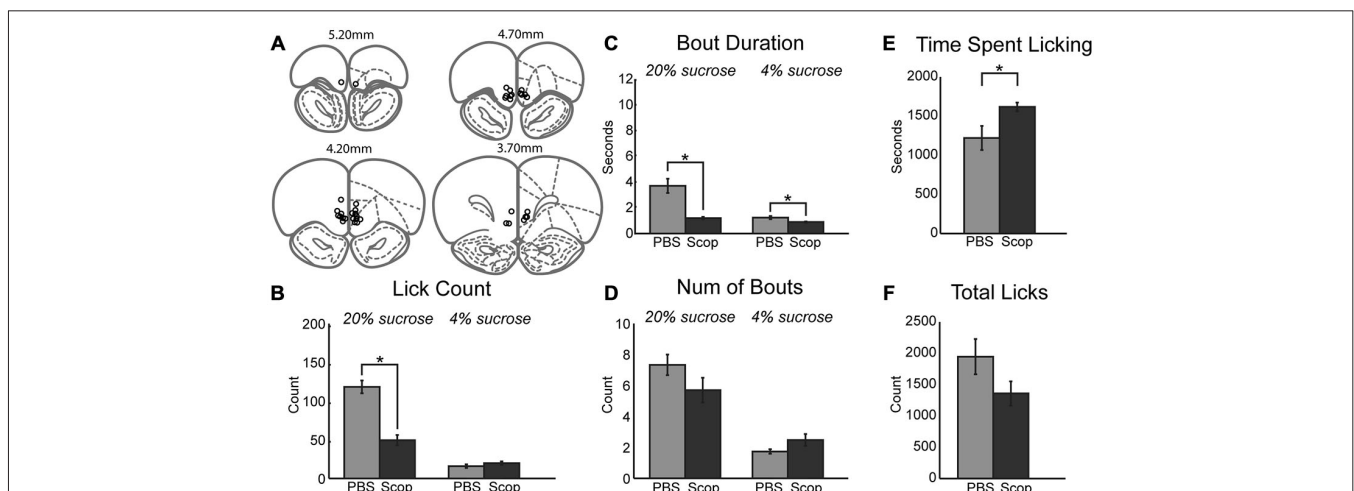 A
5.20mm
4.70mm
4.20mm
3.70mm
B
Lick Count
20% sucrose 4% sucrose
200
150
100
50
0
Count
*
PBS Scop PBS Scop
C
Bout Duration
20% sucrose 4% sucrose
12
10
8
6
4
2
0
Seconds
*
*
PBS Scop PBS Scop
D
Num of Bouts
20% sucrose 4% sucrose
10
8
6
4
2
0
Count
PBS Scop PBS Scop
E
Time Spent Licking
2000
1500
1000
500
0
Seconds
*
PBS Scop
F
Total Licks
2500
2000
1500
1000
500
0
Count
PBS Scop